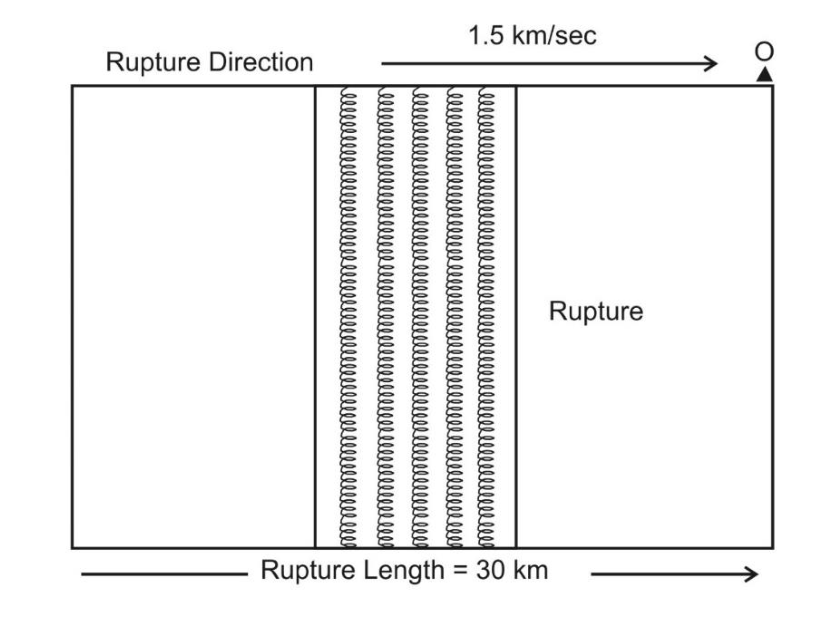 1.5 km/sec
O
Rupture Direction
Rupture
Rupture Length = 30 km